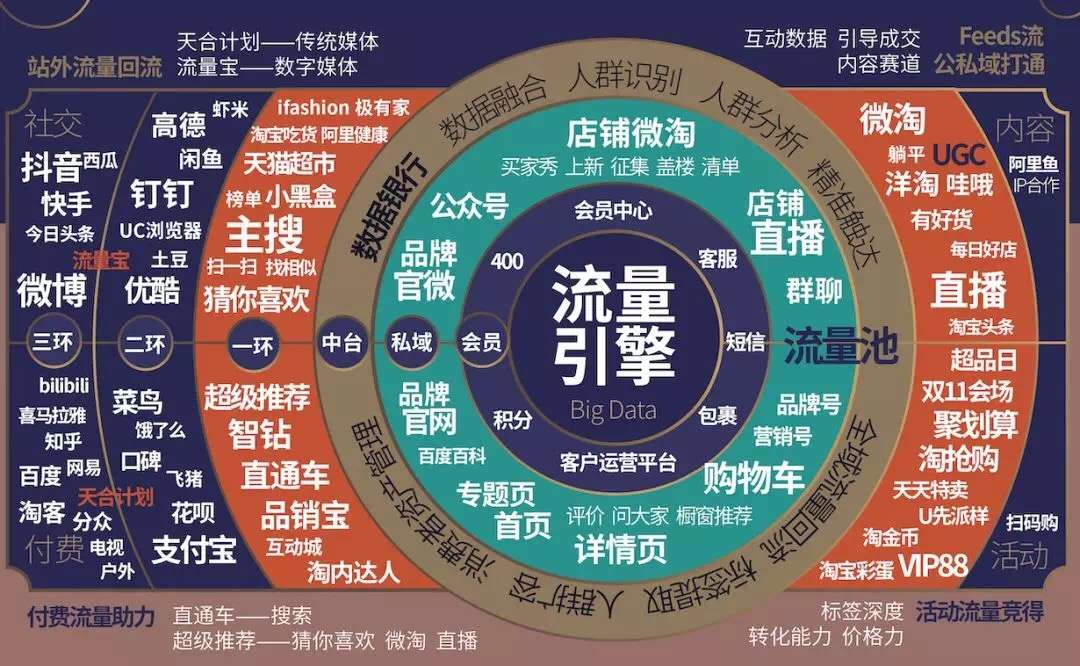 站外流量回流
天合计划——传统媒体
流量宝——数字媒体
互动数据 引导成交
内容赛道
Feeds流
公私域打通
社交
抖音 西瓜
快手
今日头条
流量宝
微博
三环
bilibili
喜马拉雅
知乎
百度 网易
天合计划
淘客 分众
付费 电视
户外
高德 虾米
闲鱼
钉钉
UC浏览器
土豆
优酷
二环
菜鸟
饿了么
口碑
飞猪
花呗
支付宝
ifashion 极有家
淘宝吃货 阿里健康
天猫超市
榜单 小黑盒
主搜
扫一扫 找相似
猜你喜欢
一环
超级推荐
智钻
直通车
品销宝
互动城
淘内达人
数据银行
数据融合
人群识别
人群分析
精准触达
中台
消费者资产管理
人群扩容
标签提取
全域流量回流
店铺微淘
买家秀 上新 征集 盖楼 清单
公众号
品牌
官微
店铺
直播
群聊
私域
流量池
品牌
官网
百度百科
专题页
首页
品牌号
营销号
购物车
评价 问大家 橱窗推荐
详情页
会员中心
400
客服
会员
短信
积分
包裹
客户运营平台
流量
引擎
Big Data
微淘
躺平 UGC
洋淘 哇哦
有好货
每日好店
直播
淘宝头条
超品日
双11会场
聚划算
淘抢购
天天特卖
U先派样
淘金币
淘宝彩蛋 VIP88
内容
阿里鱼
IP合作
扫码购
活动
付费流量助力
直通车——搜索
超级推荐——猜你喜欢 微淘 直播
标签深度
转化能力 价格力
活动流量竞得